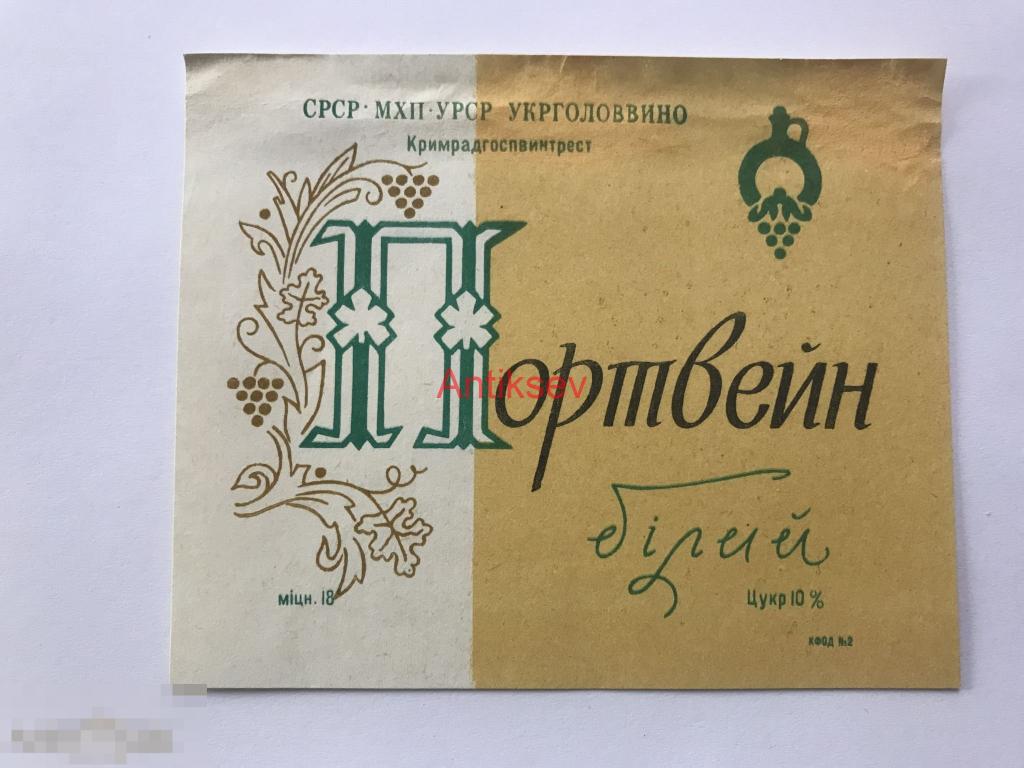 СРСР · МХП · УРСР УКРГОЛОВВИНО
Кримрадгоспвинтрест
Портвейн
Antiksev
білий
міцн. 18
Цукр 10 %
КФОД №2